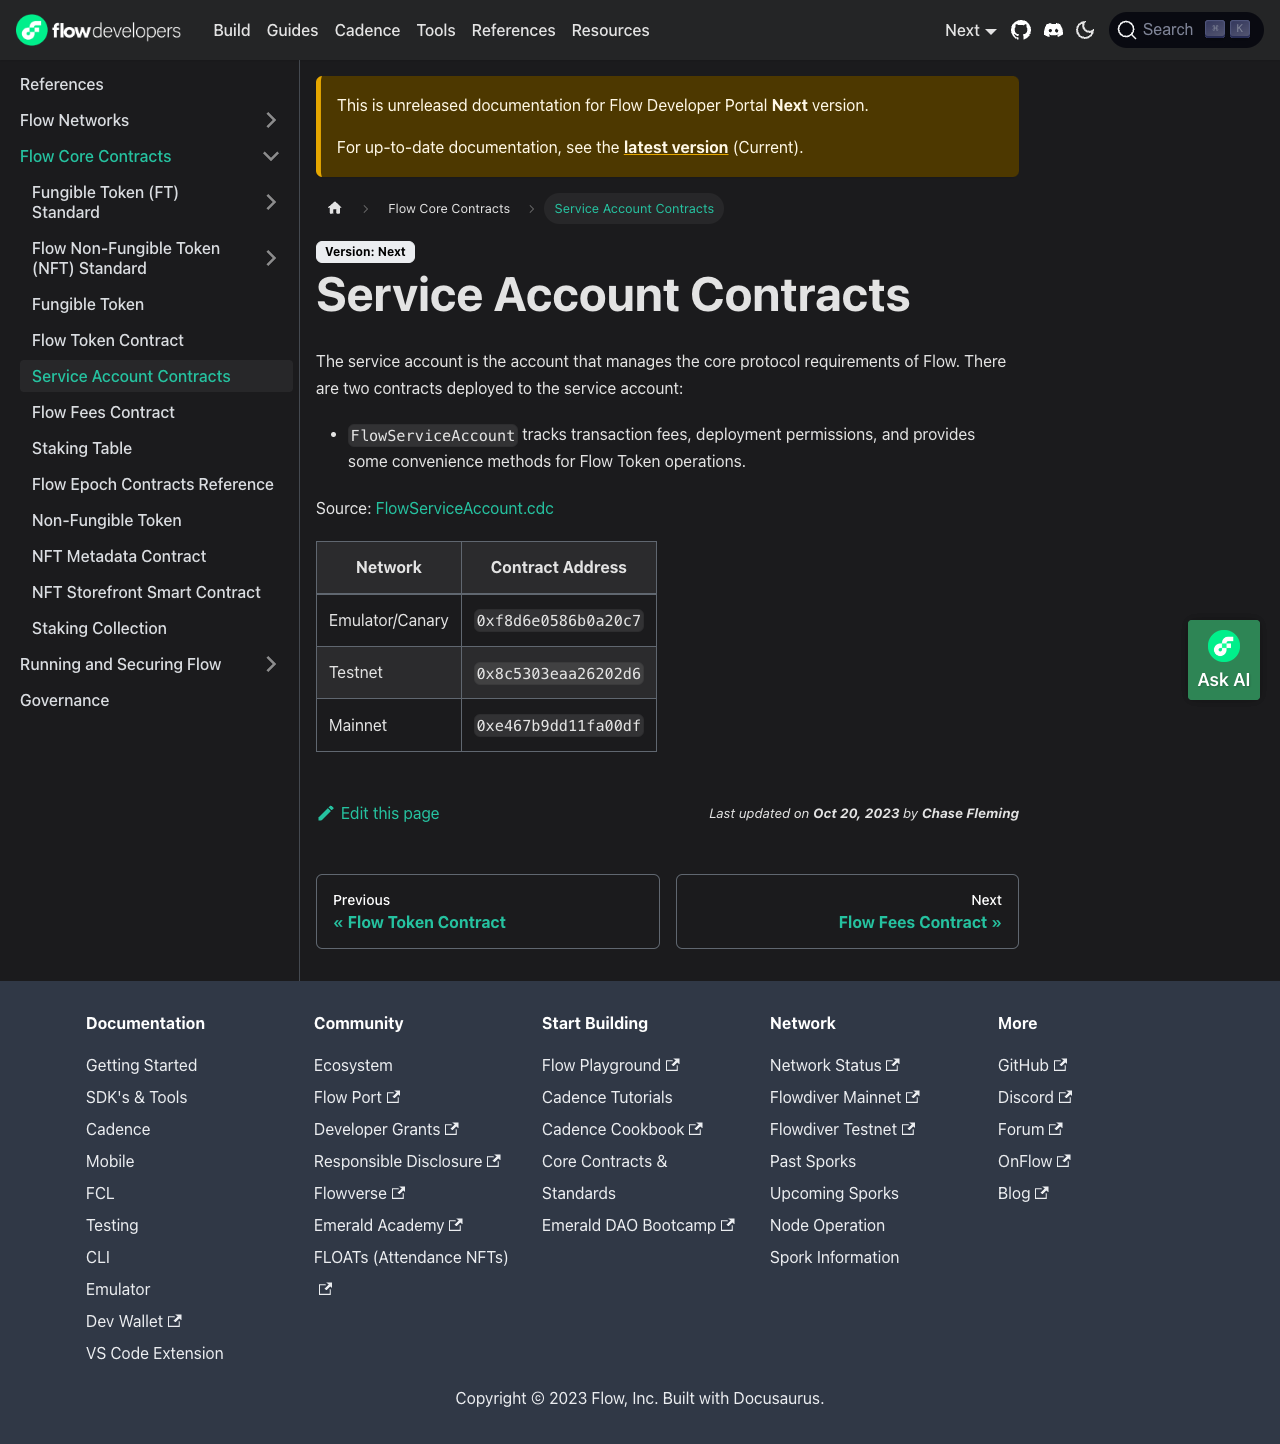 flowdevelopers
Build Guides Cadence Tools References Resources
Next
Search ⌘ K
References
Flow Networks
Flow Core Contracts
Fungible Token (FT)
Standard
Flow Non-Fungible Token
(NFT) Standard
Fungible Token
Flow Token Contract
Service Account Contracts
Flow Fees Contract
Staking Table
Flow Epoch Contracts Reference
Non-Fungible Token
NFT Metadata Contract
NFT Storefront Smart Contract
Staking Collection
Running and Securing Flow
Governance
This is unreleased documentation for Flow Developer Portal Next version.
For up-to-date documentation, see the latest version (Current).
Flow Core Contracts
Service Account Contracts
Version: Next
Service Account Contracts
The service account is the account that manages the core protocol requirements of Flow. There
are two contracts deployed to the service account:
• FlowServiceAccount tracks transaction fees, deployment permissions, and provides
some convenience methods for Flow Token operations.
Source: FlowServiceAccount.cdc
Network Contract Address
Emulator/Canary 0xf8d6e0586b0a20c7
Testnet 0x8c5303eaa26202d6
Mainnet 0xe467b9dd11fa00df
Ask AI
Edit this page
Last updated on Oct 20, 2023 by Chase Fleming
Previous
« Flow Token Contract
Next
Flow Fees Contract »
Documentation
Getting Started
SDK's & Tools
Cadence
Mobile
FCL
Testing
CLI
Emulator
Dev Wallet
VS Code Extension
Community
Ecosystem
Flow Port
Developer Grants
Responsible Disclosure
Flowverse
Emerald Academy
FLOATs (Attendance NFTs)
Start Building
Flow Playground
Cadence Tutorials
Cadence Cookbook
Core Contracts &
Standards
Emerald DAO Bootcamp
Network
Network Status
Flowdiver Mainnet
Flowdiver Testnet
Past Sporks
Upcoming Sporks
Node Operation
Spork Information
More
GitHub
Discord
Forum
OnFlow
Blog
Copyright © 2023 Flow, Inc. Built with Docusaurus.